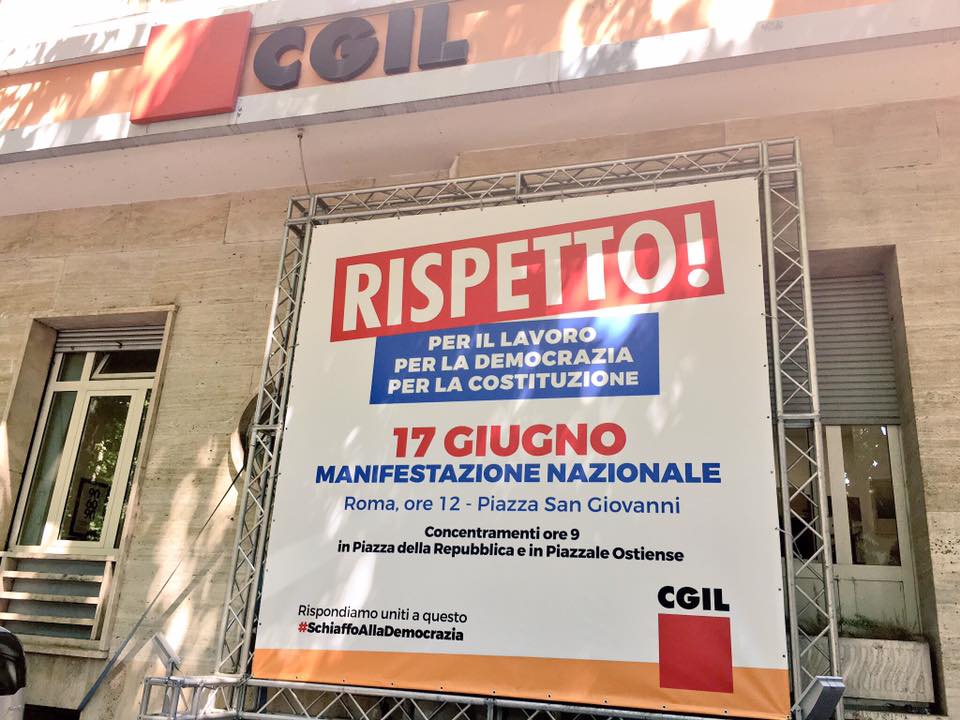 CGIL
RISPETTO!
PER IL LAVORO
PER LA DEMOCRAZIA
PER LA COSTITUZIONE
17 GIUGNO
MANIFESTAZIONE NAZIONALE
Roma, ore 12 - Piazza San Giovanni
Concentramenti ore 9
in Piazza della Repubblica e in Piazzale Ostiense
Rispondiamo uniti a questo
#SchiaffoAllaDemocrazia
CGIL